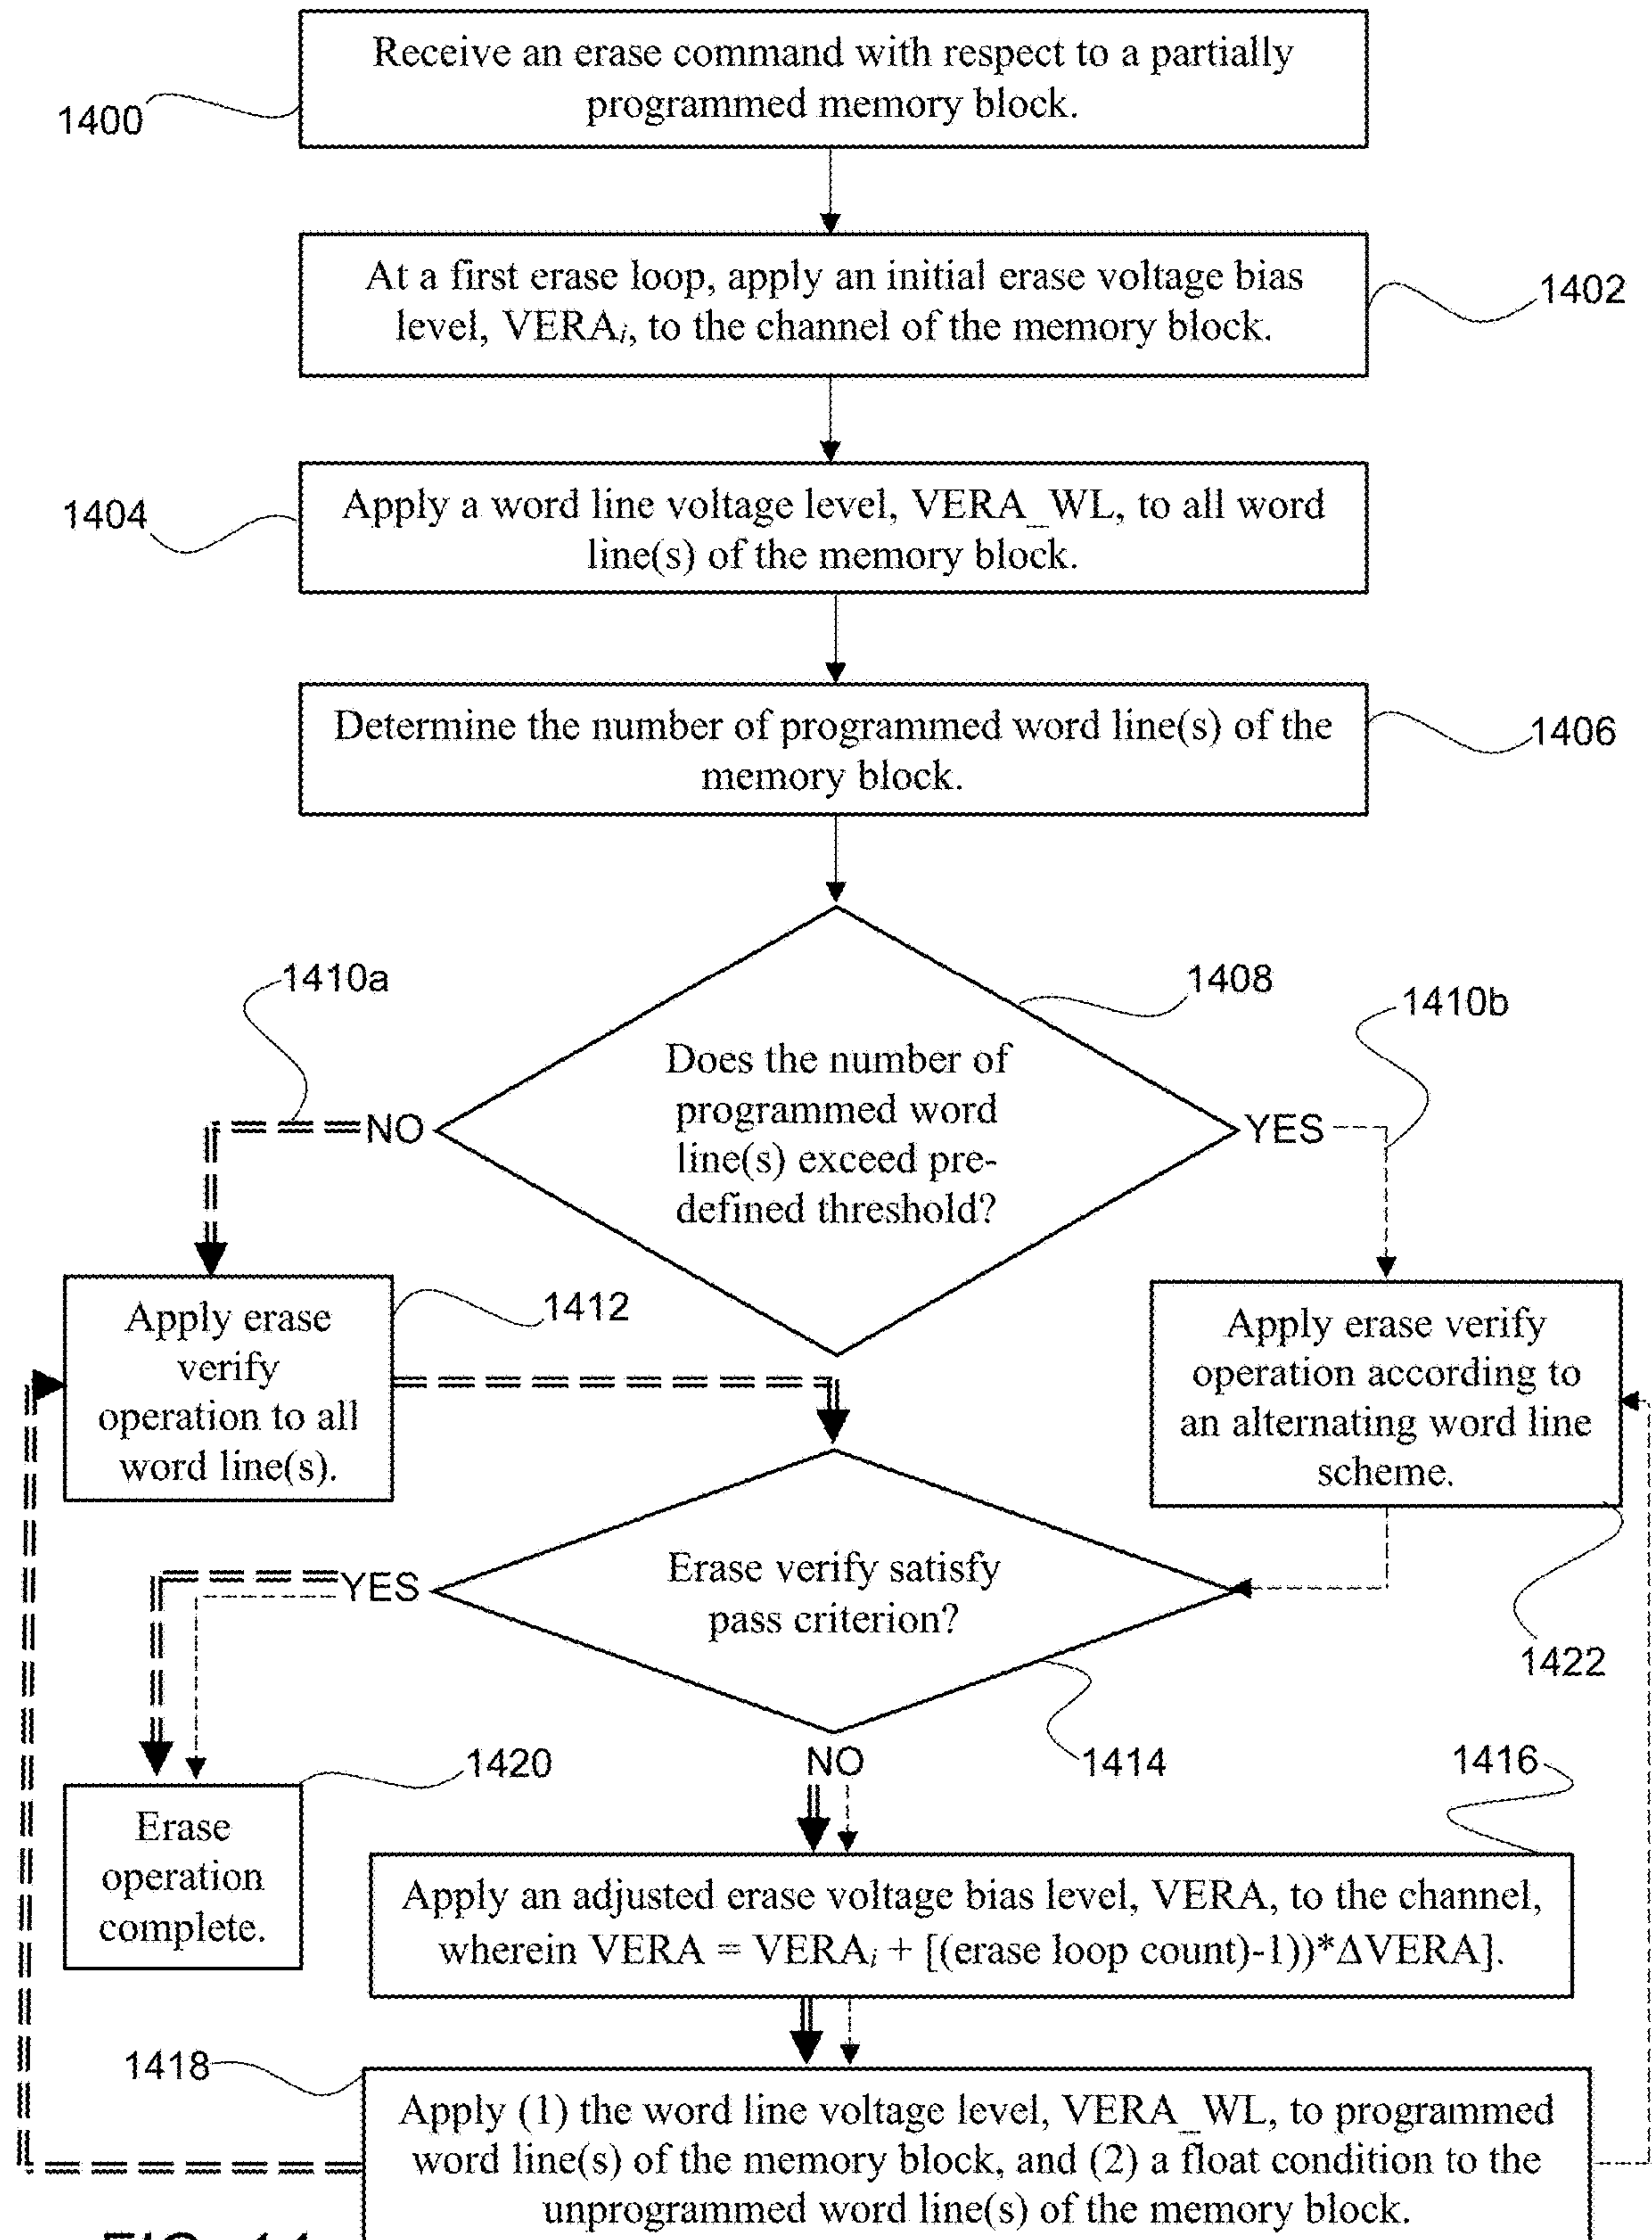 Receive an erase command with respect to a partially
programmed memory block.
1400
At a first erase loop, apply an initial erase voltage bias
level, VERAi, to the channel of the memory block.
1402
Apply a word line voltage level, VERA_WL, to all word
line(s) of the memory block.
1404
Determine the number of programmed word line(s) of the
memory block.
1406
1410a
1408
1410b
Does the number of
programmed word
line(s) exceed pre-
defined threshold?
NO
YES
Apply erase
verify
operation to all
word line(s).
1412
Apply erase verify
operation according to
an alternating word line
scheme.
1422
Erase verify satisfy
pass criterion?
YES
NO
1414
1420
1416
Erase
operation
complete.
Apply an adjusted erase voltage bias level, VERA, to the channel,
wherein VERA = VERAi + [(erase loop count)-1))*ΔVERA].
1418
Apply (1) the word line voltage level, VERA_WL, to programmed
word line(s) of the memory block, and (2) a float condition to the
unprogrammed word line(s) of the memory block.